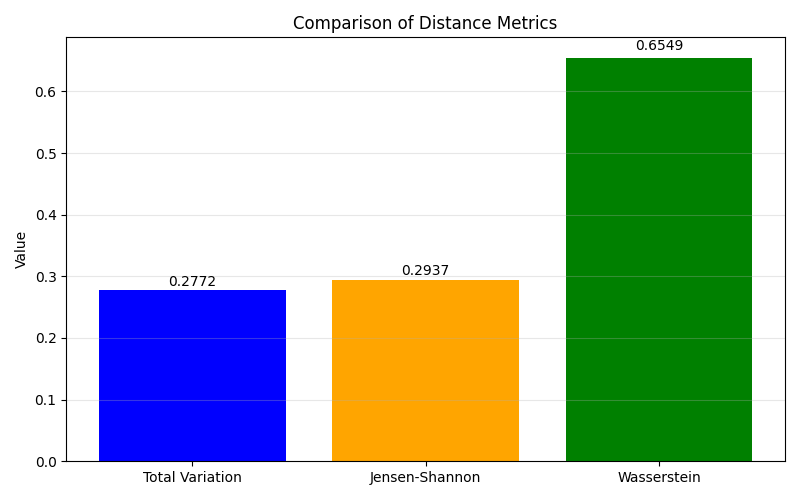 Comparison of Distance Metrics
0.6549
0.6
0.5
0.4
Value
0.3
0.2937
0.2772
0.2
0.1
0.0
Total Variation
Jensen-Shannon
Wasserstein